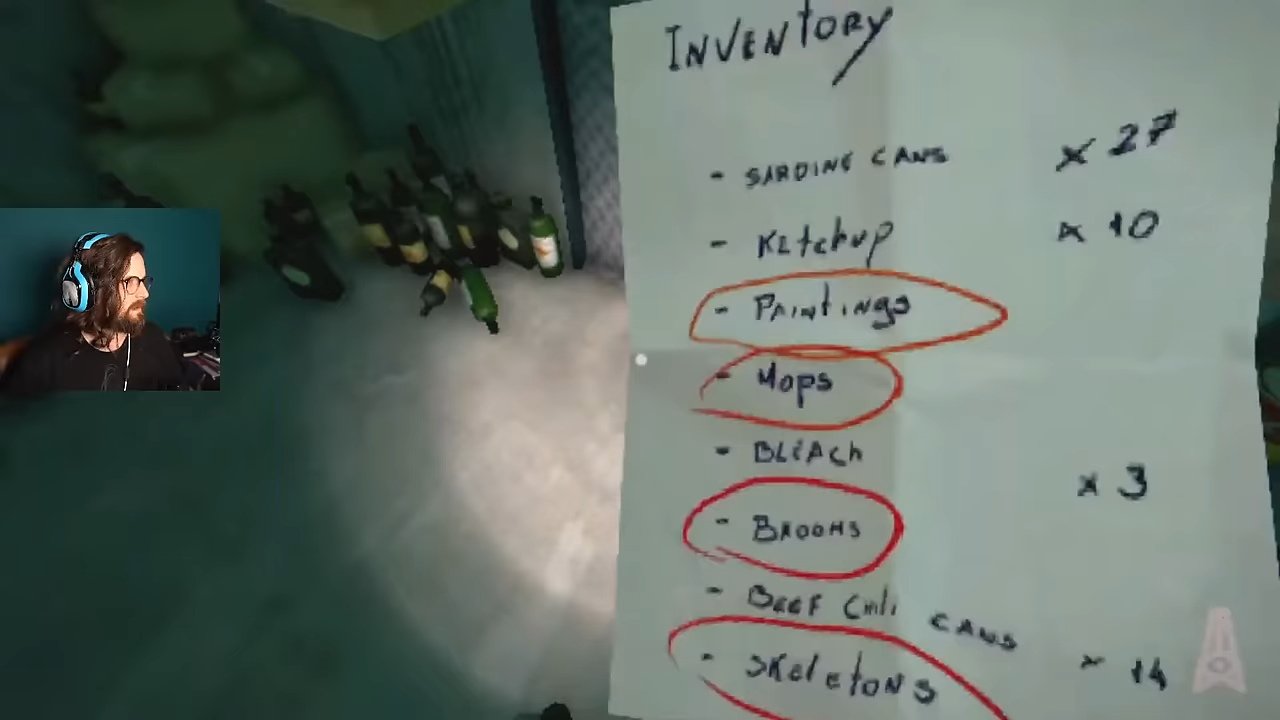 INVENTORY
- SARDINE CANS x 27
- KETCHUP x 10
- PAINTINGS
- MOPS
- BLEACH x 3
- BROOMS
- BEEF CHILI CANS x 14
- SKELETONS